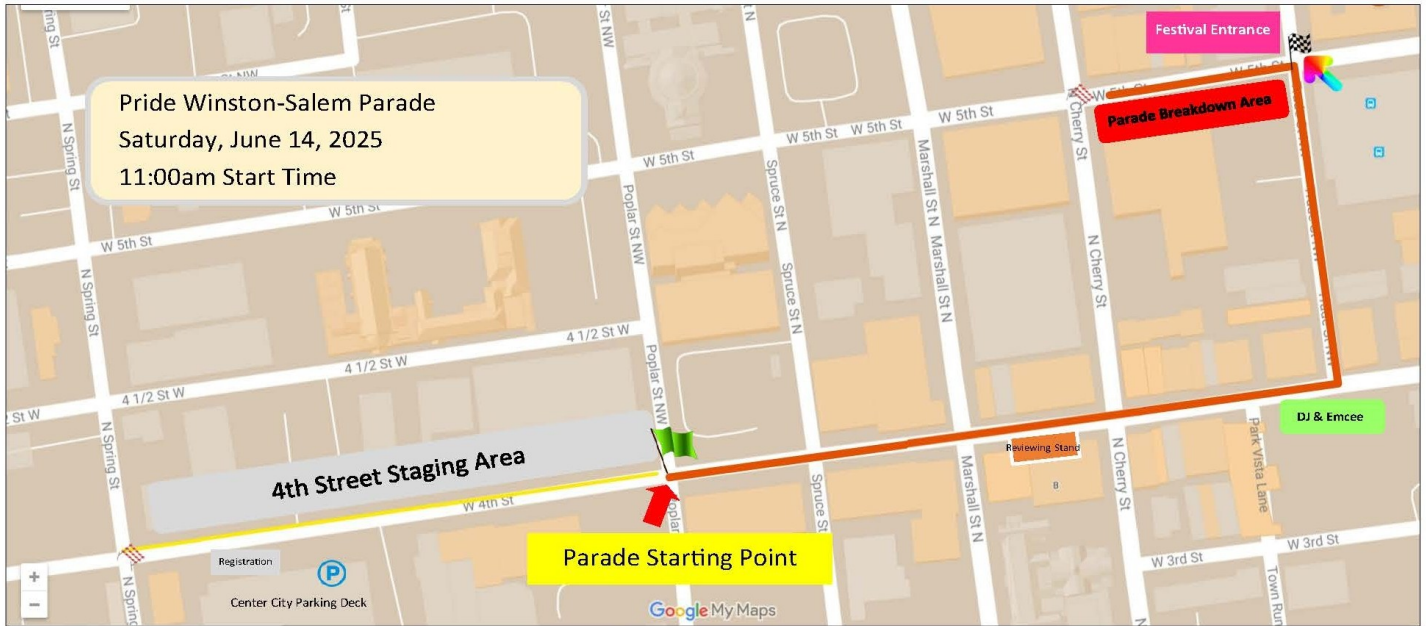 Pride Winston-Salem Parade
Saturday, June 14, 2025
11:00am Start Time
Festival Entrance
Parade Breakdown Area
DJ & Emcee
Reviewing Stand
4th Street Staging Area
Parade Starting Point
Registration
P
Center City Parking Deck
W 5th St
W 5th St
W 5th St
W 5th St
W 5th St
W 5th St
N Spring St
N Spring St
N Spring St
4 1/2 St W
4 1/2 St W
4 1/2 St W
Poplar St NW
Poplar St NW
Spruce St N
Spruce St N
Marshall St N
Marshall St N
Marshall St N
N Cherry St
N Cherry St
N Cherry St
W 4th St
Park Vista Lane
W 3rd St
W 3rd St
Town Run
B
+
−
Google My Maps